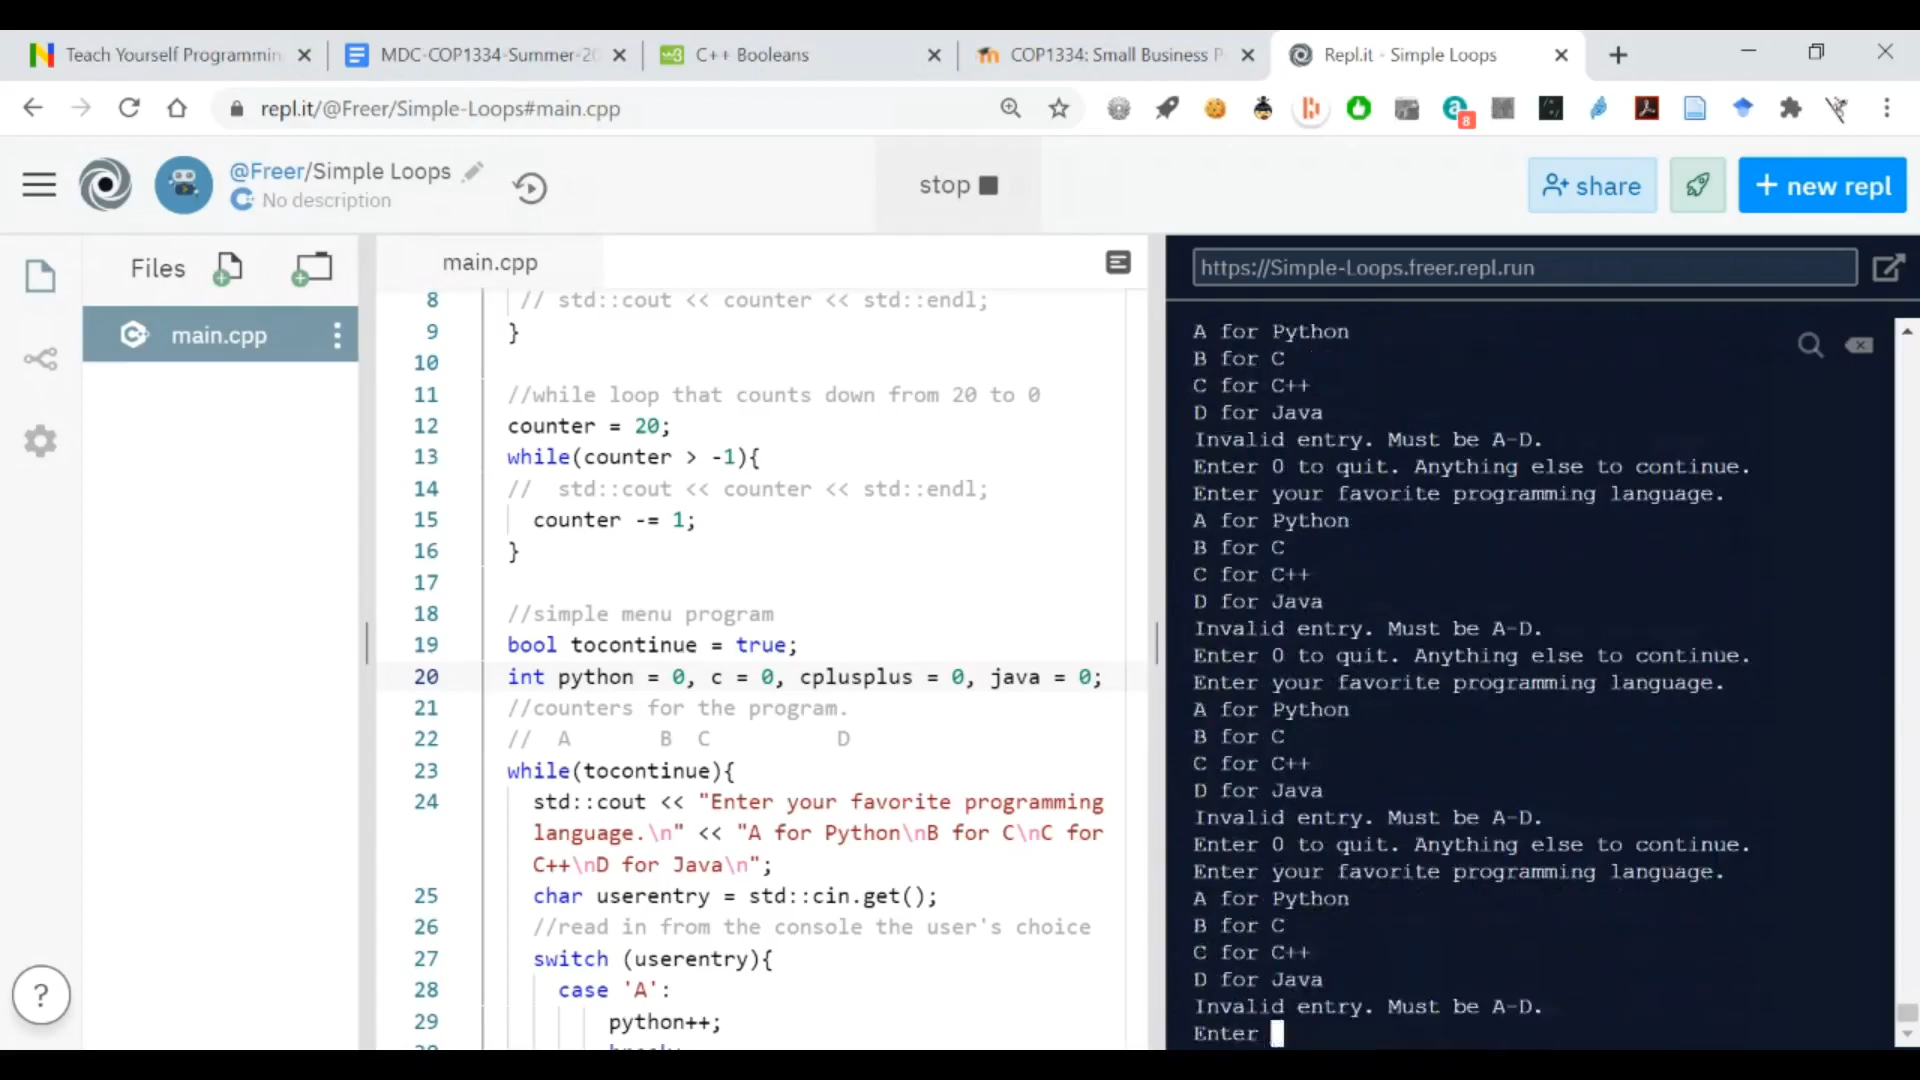 Teach Yourself Programmin
MDC-COP1334-Summer-20
C++ Booleans
COP1334: Small Business P
Repl.it - Simple Loops
repl.it/@Freer/Simple-Loops#main.cpp
8
@Freer/Simple Loops
No description
stop
share
+ new repl
Files
main.cpp
main.cpp
8 // std::cout << counter << std::endl;
9 }
10
11 //while loop that counts down from 20 to 0
12 counter = 20;
13 while(counter > -1){
14 // std::cout << counter << std::endl;
15 counter -= 1;
16 }
17
18 //simple menu program
19 bool tocontinue = true;
20 int python = 0, c = 0, cplusplus = 0, java = 0;
21 //counters for the program.
22 // A B C D
23 while(tocontinue){
24 std::cout << "Enter your favorite programming
language.\n" << "A for Python\nB for C\nC for
C++\nD for Java\n";
25 char userentry = std::cin.get();
26 //read in from the console the user's choice
27 switch (userentry){
28 case 'A':
29 python++;
https://Simple-Loops.freer.repl.run
A for Python
B for C
C for C++
D for Java
Invalid entry. Must be A-D.
Enter 0 to quit. Anything else to continue.
Enter your favorite programming language.
A for Python
B for C
C for C++
D for Java
Invalid entry. Must be A-D.
Enter 0 to quit. Anything else to continue.
Enter your favorite programming language.
A for Python
B for C
C for C++
D for Java
Invalid entry. Must be A-D.
Enter 0 to quit. Anything else to continue.
Enter your favorite programming language.
A for Python
B for C
C for C++
D for Java
Invalid entry. Must be A-D.
Enter
?